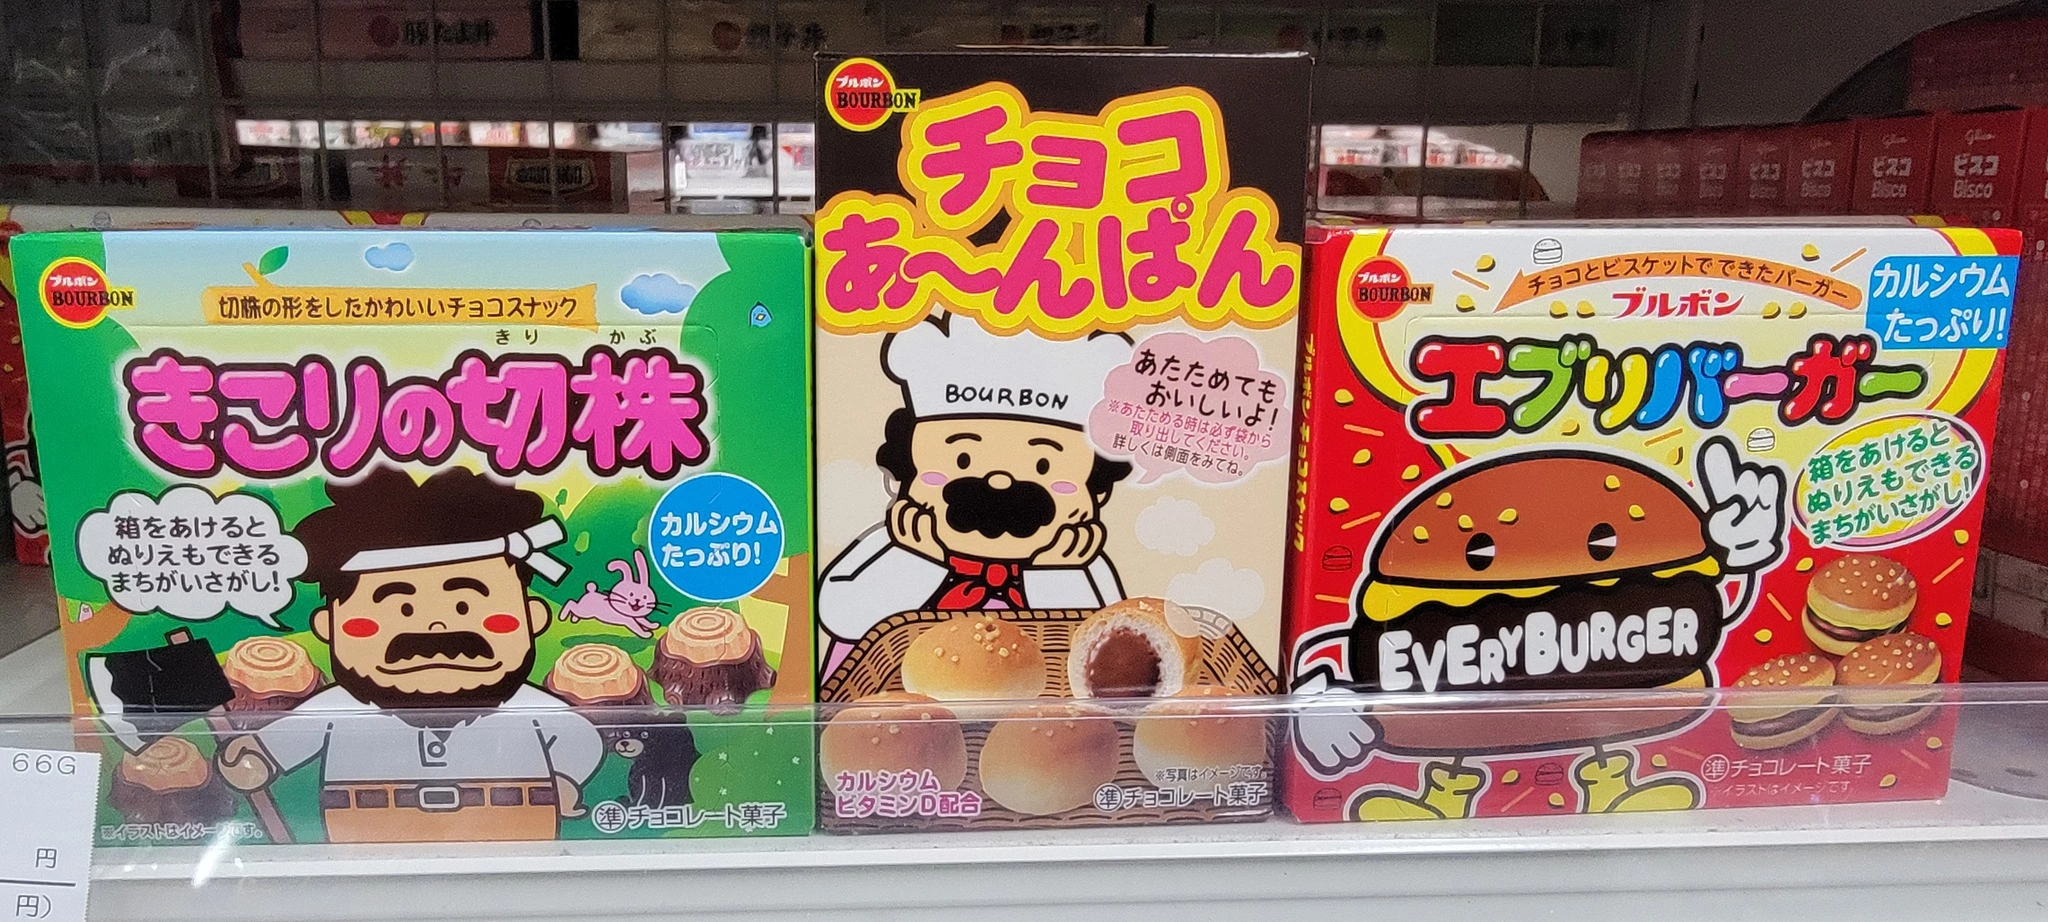 ブルボン
BOURBON
切株の形をしたかわいいチョコスナック
きり かぶ
きこりの切株
箱をあけると
ぬりえもできる
まちがいさがし!
カルシウム
たっぷり!
※イラストはイメージです。
準チョコレート菓子
66G
円
円)
ブルボン
BOURBON
チョコ
あ~んぱん
BOURBON
あたためても
おいしいよ!
※あたためる時は必ず袋から
取り出してください。
詳しくは側面をみてね。
カルシウム
ビタミンD配合
※写真はイメージです。
準チョコレート菓子
ブルボン
BOURBON
チョコとビスケットでできたバーガー
ブルボン
エブリバーガー
カルシウム
たっぷり!
箱をあけると
ぬりえもできる
まちがいさがし!
EVERYBURGER
準チョコレート菓子
※イラストはイメージです。
Glico
ビスコ
Bisco
Glico
ビスコ
Bisco